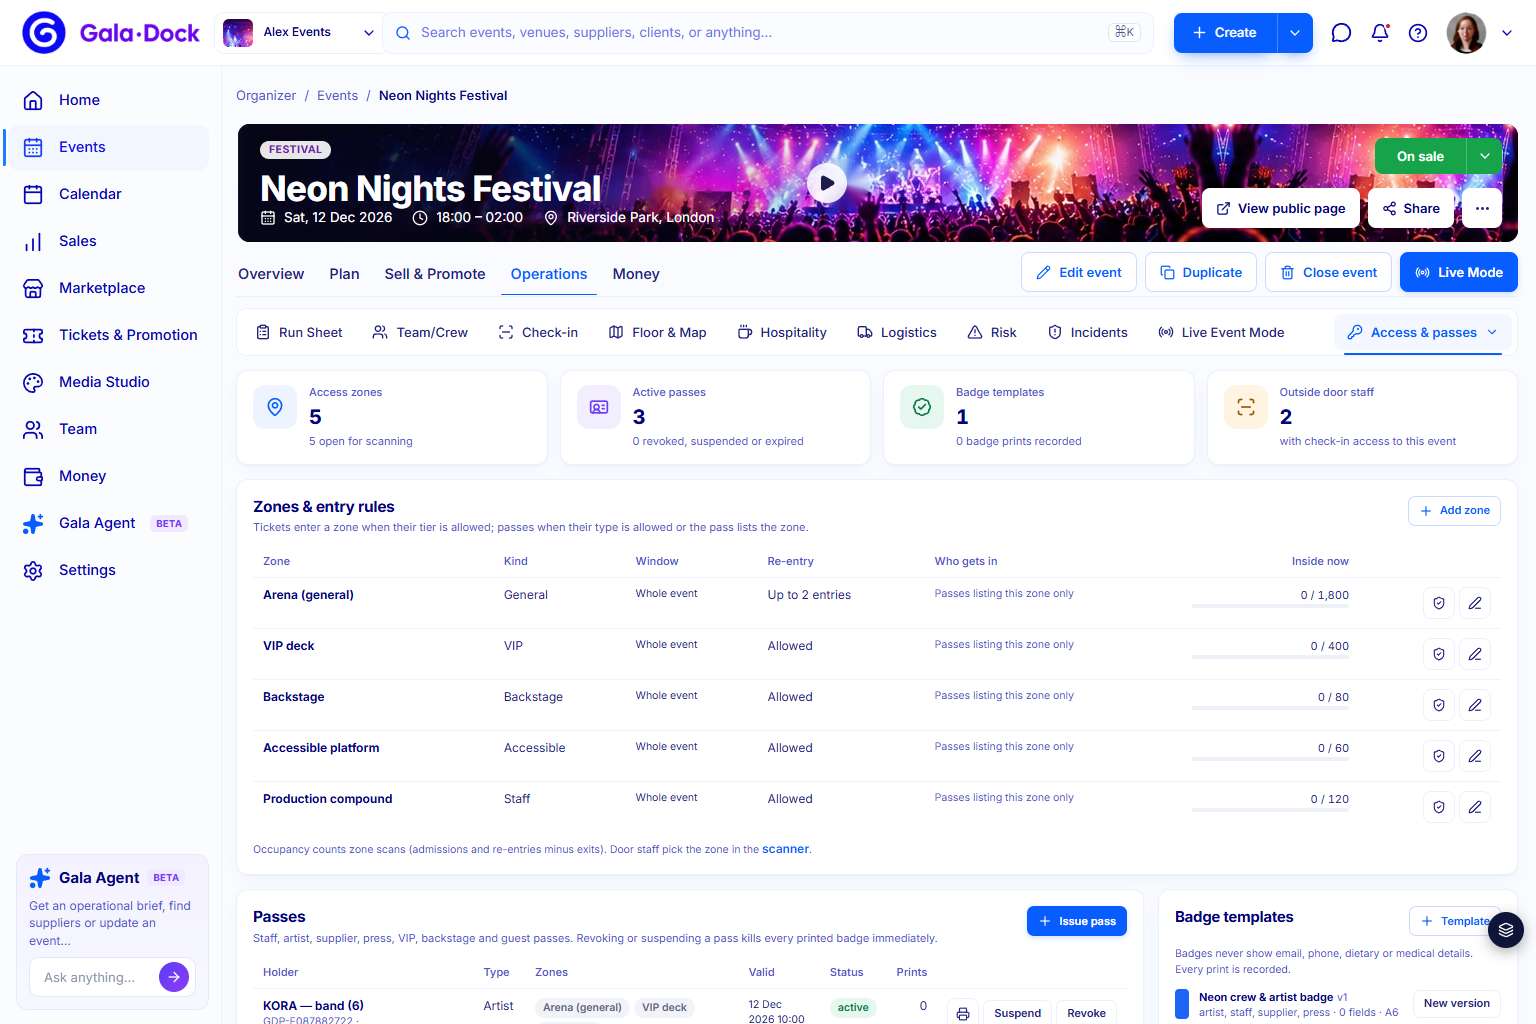 Gala·Dock
Alex Events
Search events, venues, suppliers, clients, or anything...
⌘K
Create
Home
Events
Calendar
Sales
Marketplace
Tickets & Promotion
Media Studio
Team
Money
Gala Agent BETA
Settings
Gala Agent BETA
Get an operational brief, find
suppliers or update an
event...
Ask anything...
Organizer / Events / Neon Nights Festival
FESTIVAL
Neon Nights Festival
Sat, 12 Dec 2026 18:00 – 02:00 Riverside Park, London
On sale
View public page
Share
Overview Plan Sell & Promote Operations Money
Edit event Duplicate Close event Live Mode
Run Sheet Team/Crew Check-in Floor & Map Hospitality Logistics Risk Incidents Live Event Mode Access & passes
Access zones
5
5 open for scanning
Active passes
3
0 revoked, suspended or expired
Badge templates
1
0 badge prints recorded
Outside door staff
2
with check-in access to this event
Zones & entry rules
Tickets enter a zone when their tier is allowed; passes when their type is allowed or the pass lists the zone.
Add zone
Zone Kind Window Re-entry Who gets in Inside now
Arena (general) General Whole event Up to 2 entries Passes listing this zone only 0 / 1,800
VIP deck VIP Whole event Allowed Passes listing this zone only 0 / 400
Backstage Backstage Whole event Allowed Passes listing this zone only 0 / 80
Accessible platform Accessible Whole event Allowed Passes listing this zone only 0 / 60
Production compound Staff Whole event Allowed Passes listing this zone only 0 / 120
Occupancy counts zone scans (admissions and re-entries minus exits). Door staff pick the zone in the scanner.
Passes
Staff, artist, supplier, press, VIP, backstage and guest passes. Revoking or suspending a pass kills every printed badge immediately.
Issue pass
Holder Type Zones Valid Status Prints
KORA — band (6) Artist Arena (general) VIP deck 12 Dec active 0 Suspend Revoke
2026 10:00
Badge templates
Template
Badges never show email, phone, dietary or medical details.
Every print is recorded.
Neon crew & artist badge v1
artist, staff, supplier, press · 0 fields · A6
New version